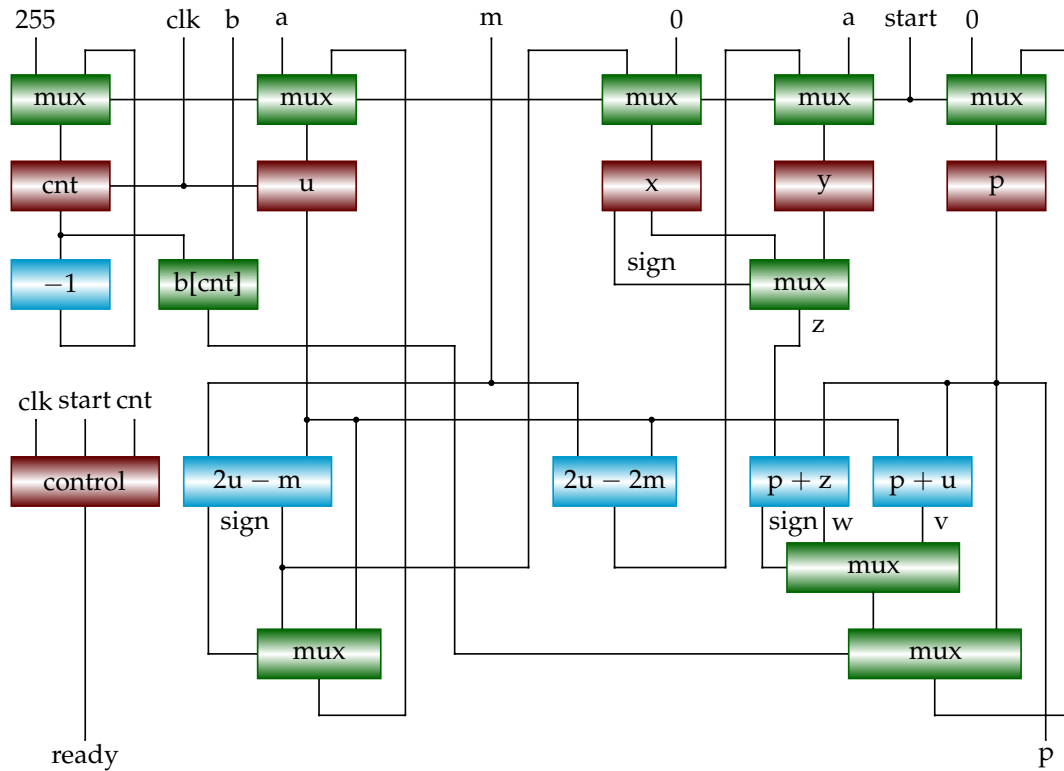 255 clk b a m 0 a start 0
mux mux mux mux mux
cnt u x y p
sign
−1 b[cnt] mux
z
clk start cnt
control 2u − m 2u − 2m p + z p + u
sign sign w v
mux
mux mux
ready p